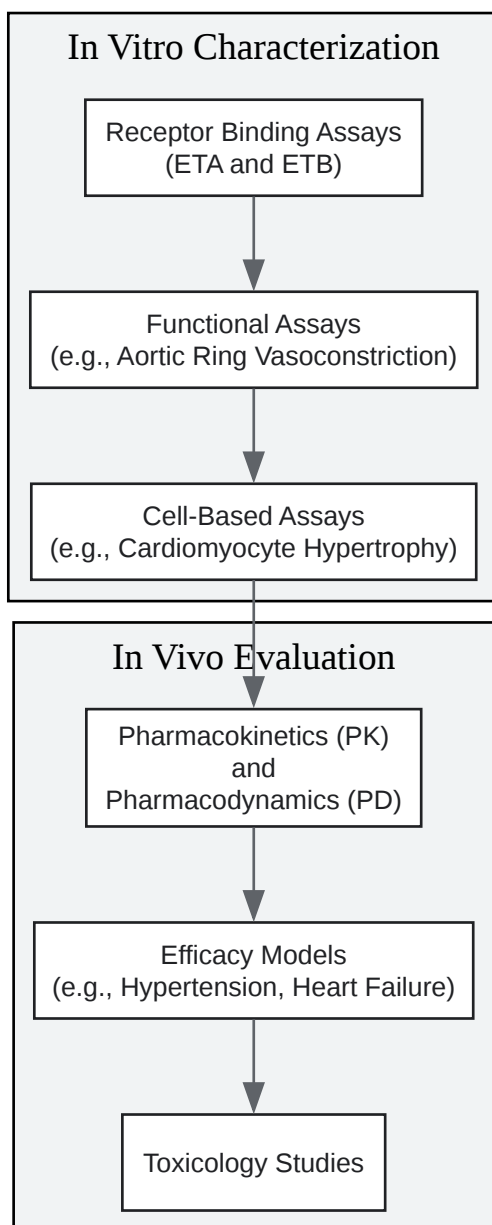 In Vitro Characterization
Receptor Binding Assays
(ETA and ETB)
Functional Assays
(e.g., Aortic Ring Vasoconstriction)
Cell-Based Assays
(e.g., Cardiomyocyte Hypertrophy)
In Vivo Evaluation
Pharmacokinetics (PK)
and
Pharmacodynamics (PD)
Efficacy Models
(e.g., Hypertension, Heart Failure)
Toxicology Studies